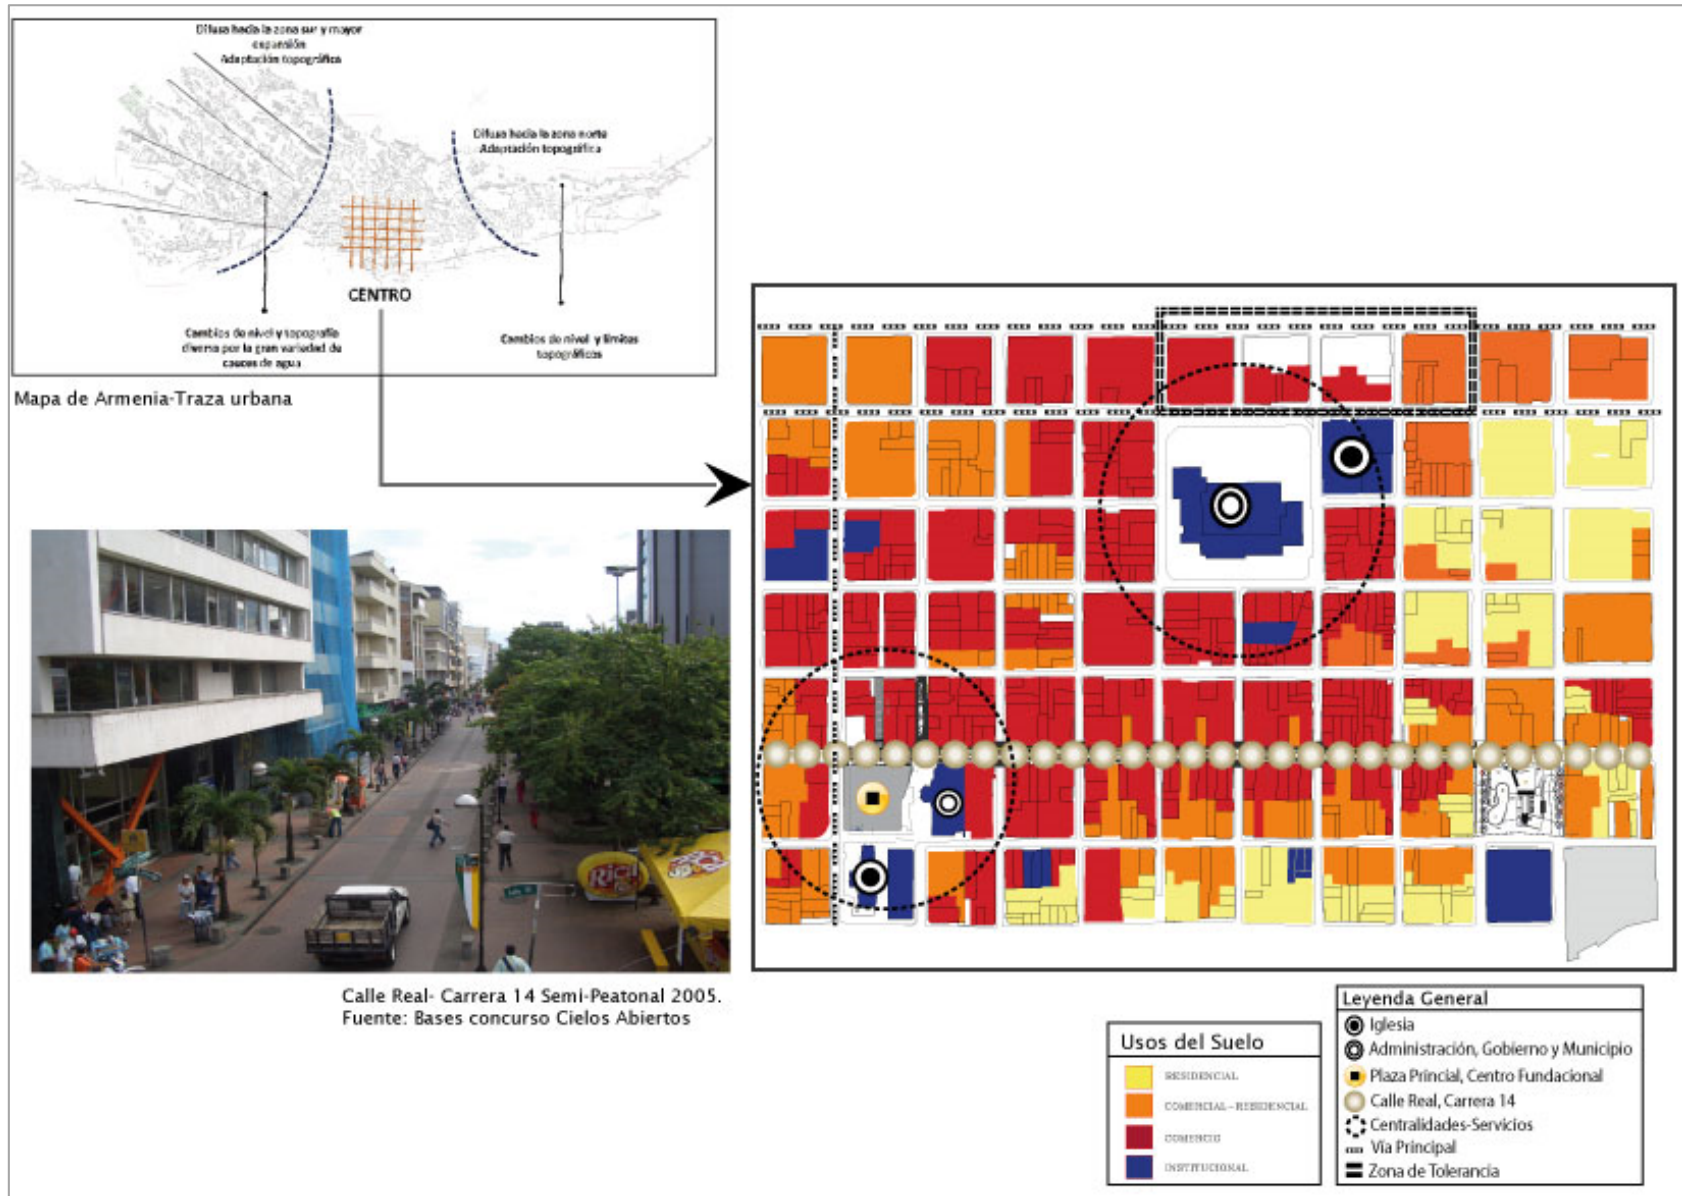 Difusa hacia la zona sur y mayor
expansión
Adaptación topográfica
Difusa hacia la zona norte
Adaptación topográfica
CENTRO
Cambios de nivel y topografía
diversa por la gran variedad de
cauces de agua
Cambios de nivel y límites
topográficos
Mapa de Armenia-Traza urbana
Rica
Calle Real- Carrera 14 Semi-Peatonal 2005.
Fuente: Bases concurso Cielos Abiertos
Usos del Suelo
RESIDENCIAL
COMERCIAL-RESIDENCIAL
COMERCIO
INSTITUCIONAL
Leyenda General
Iglesia
Administración, Gobierno y Municipio
Plaza Princial, Centro Fundacional
Calle Real, Carrera 14
Centralidades-Servicios
Vía Principal
Zona de Tolerancia